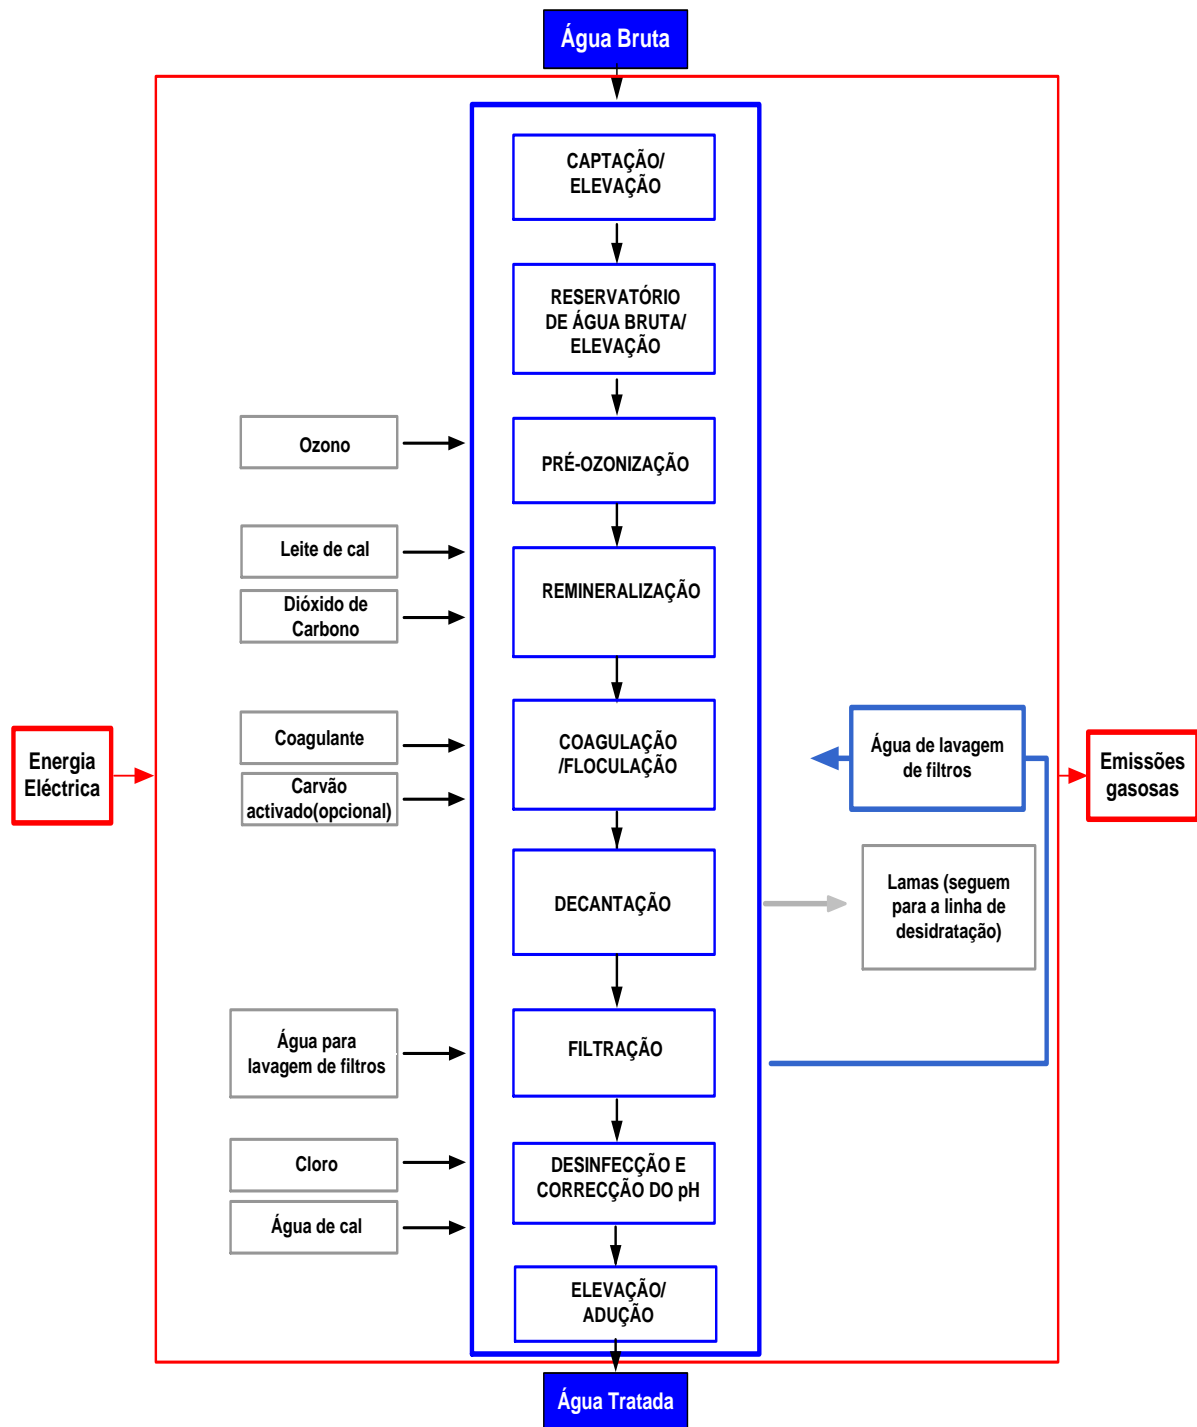 Água Bruta
CAPTAÇÃO/
ELEVAÇÃO
RESERVATÓRIO
DE ÁGUA BRUTA/
ELEVAÇÃO
Ozono
PRÉ-OZONIZAÇÃO
Leite de cal
Dióxido de
Carbono
REMINERALIZAÇÃO
Coagulante
Carvão
activado(opcional)
COAGULAÇÃO
/FLOCULAÇÃO
Água de lavagem
de filtros
Energia
Eléctrica
Emissões
gasosas
DECANTAÇÃO
Lamas (seguem
para a linha de
desidratação)
Água para
lavagem de filtros
FILTRAÇÃO
Cloro
Água de cal
DESINFECÇÃO E
CORRECÇÃO DO pH
ELEVAÇÃO/
ADUÇÃO
Água Tratada